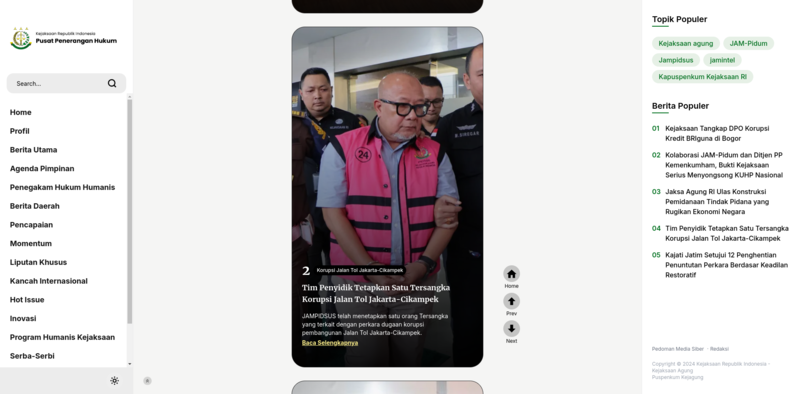 Kejaksaan Republik Indonesia
Pusat Penerangan Hukum
Search...
Home
Profil
Berita Utama
Agenda Pimpinan
Penegakam Hukum Humanis
Berita Daerah
Pencapaian
Momentum
Liputan Khusus
Kancah Internasional
Hot Issue
Inovasi
Program Humanis Kejaksaan
Serba-Serbi
24
2 Korupsi Jalan Tol Jakarta-Cikampek
Tim Penyidik Tetapkan Satu Tersangka
Korupsi Jalan Tol Jakarta-Cikampek
JAMPIDSUS telah menetapkan satu orang Tersangka
yang terkait dengan perkara dugaan korupsi
pembangunan Jalan Tol Jakarta-Cikampek.
Baca Selengkapnya
Home
Prev
Next
Topik Populer
Kejaksaan agung JAM-Pidum
Jampidsus jamintel
Kapuspenkum Kejaksaan RI
Berita Populer
01 Kejaksaan Tangkap DPO Korupsi
Kredit BRIguna di Bogor
02 Kolaborasi JAM-Pidum dan Ditjen PP
Kemenkumham, Bukti Kejaksaan
Serius Menyongsong KUHP Nasional
03 Jaksa Agung RI Ulas Konstruksi
Pemidanaan Tindak Pidana yang
Rugikan Ekonomi Negara
04 Tim Penyidik Tetapkan Satu Tersangka
Korupsi Jalan Tol Jakarta-Cikampek
05 Kajati Jatim Setujui 12 Penghentian
Penuntutan Perkara Berdasar Keadilan
Restoratif
Pedoman Media Siber · Redaksi
Copyright © 2024 Kejaksaan Republik Indonesia -
Kejaksaan Agung
Puspenkum Kejagung